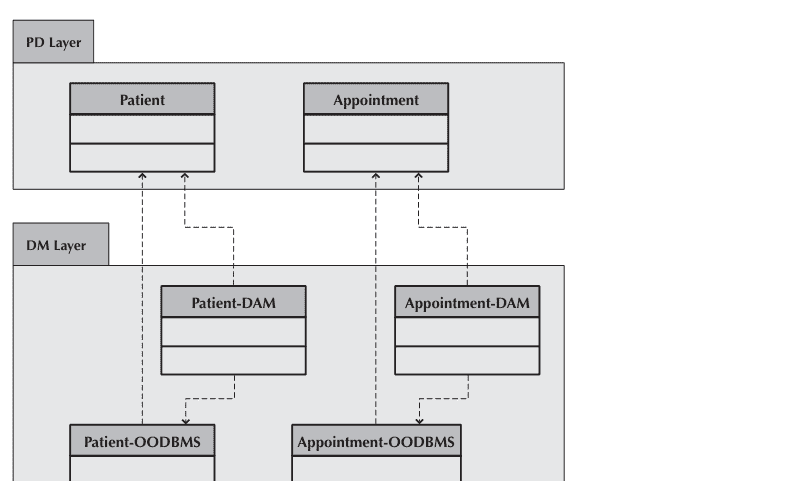 PD Layer
Patient
Appointment
DM Layer
Patient-DAM
Appointment-DAM
Patient-OODBMS
Appointment-OODBMS